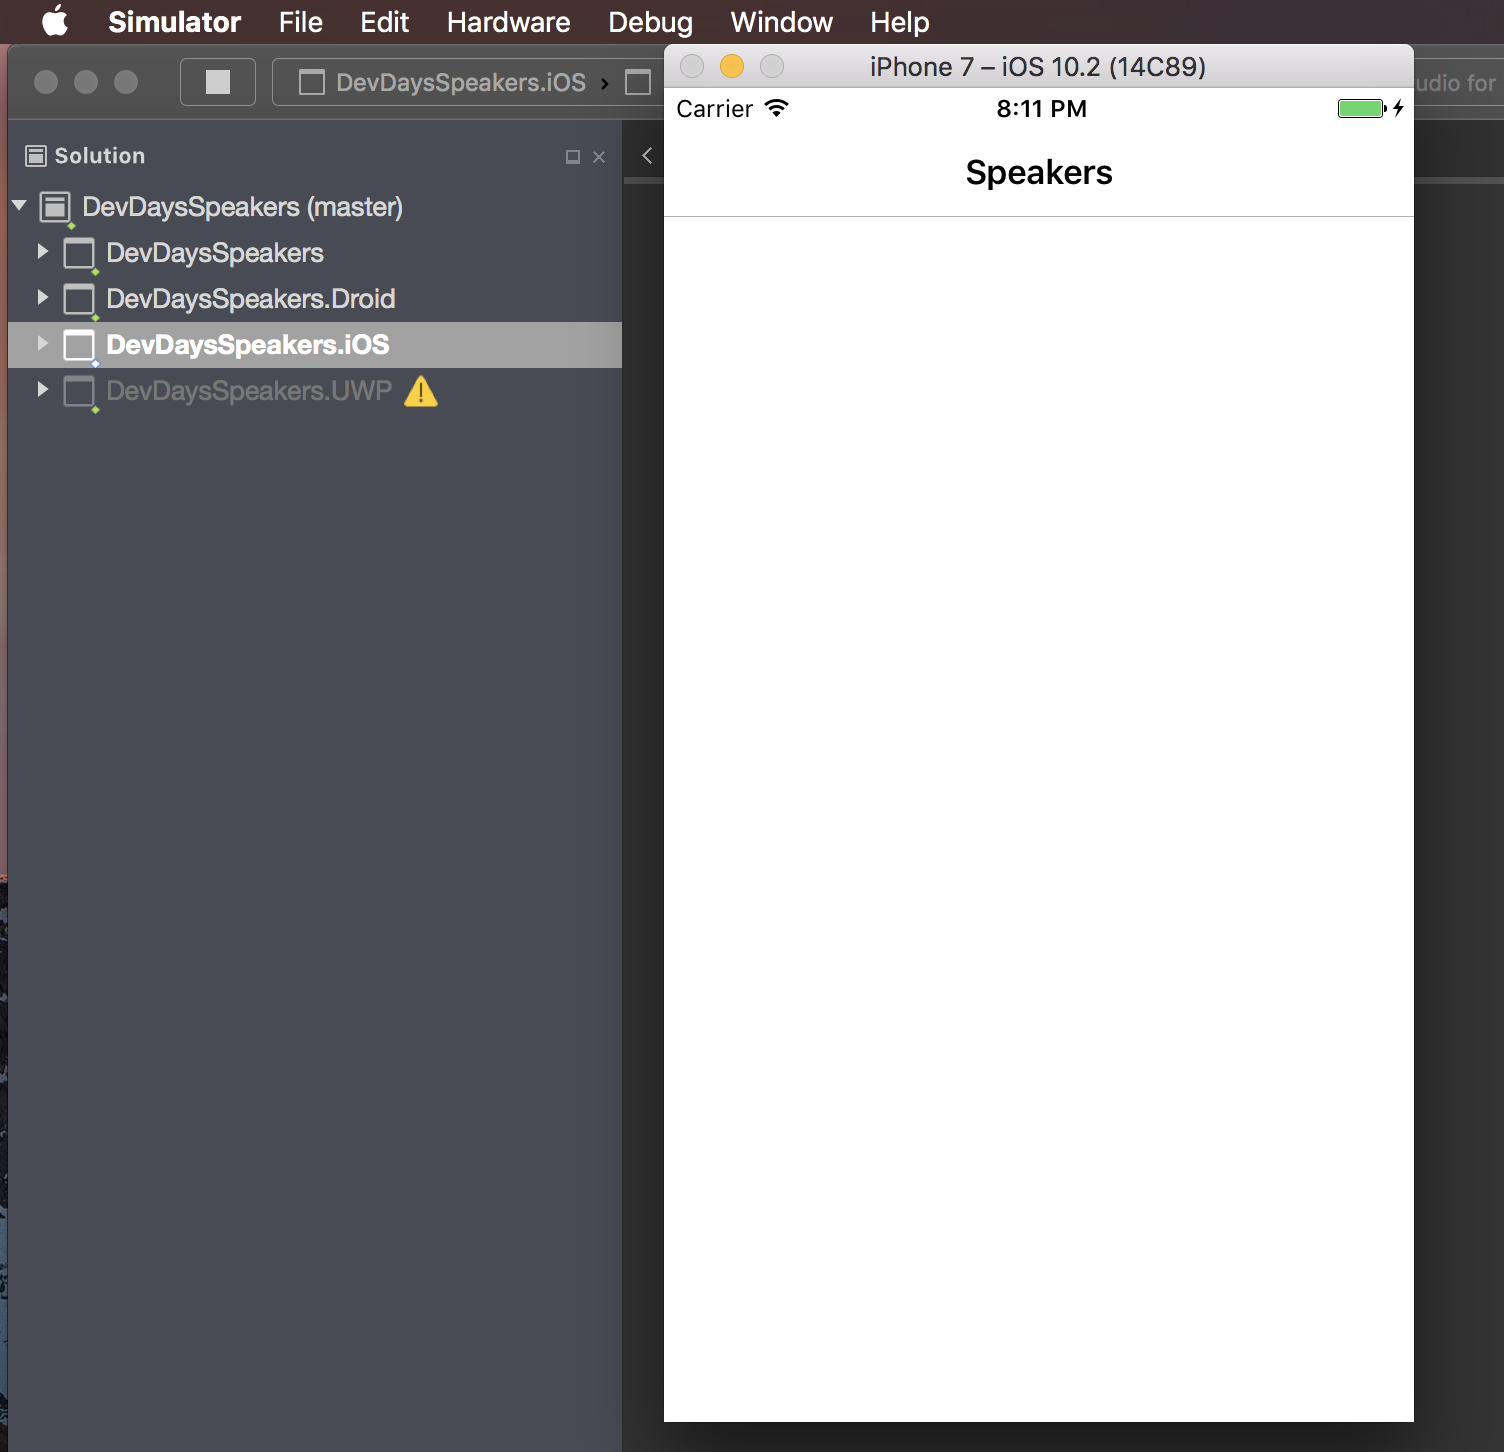 Simulator File Edit Hardware Debug Window Help
DevDaysSpeakers.iOS
udio for
iPhone 7 – iOS 10.2 (14C89)
Carrier 8:11 PM
Speakers
Solution
DevDaysSpeakers (master)
DevDaysSpeakers
DevDaysSpeakers.Droid
DevDaysSpeakers.iOS
DevDaysSpeakers.UWP